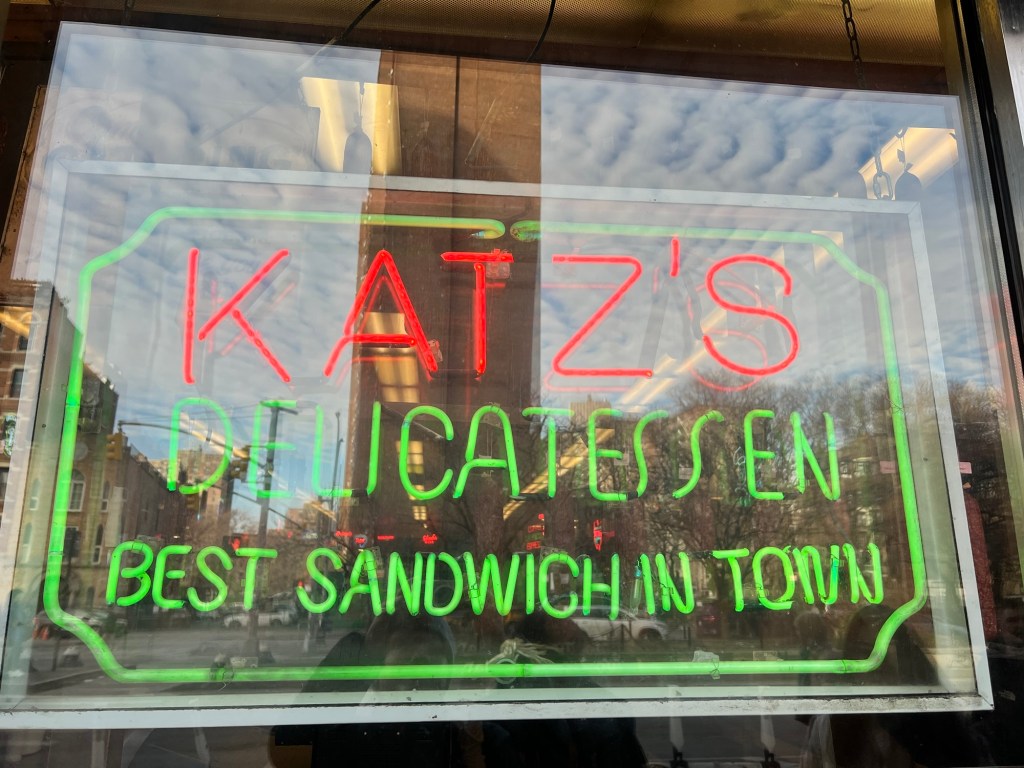 KATZ'S
DELICATESSEN
BEST SANDWICH IN TOWN